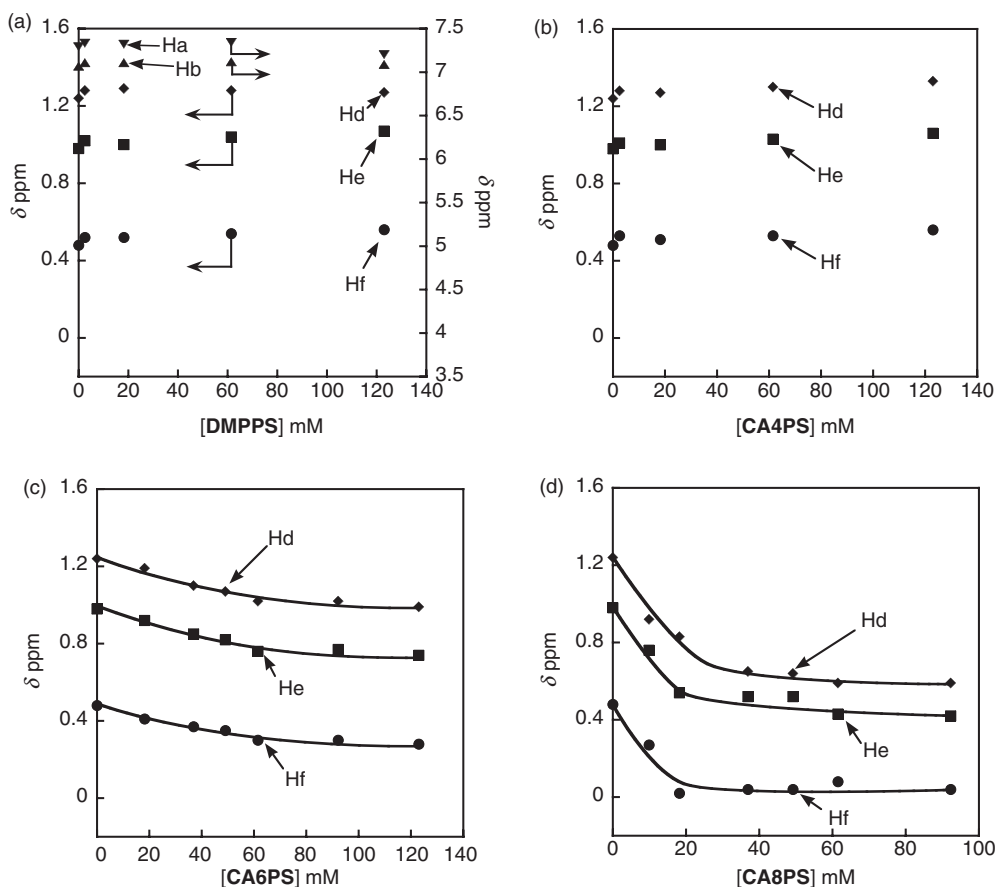 (a)
1.6
1.2
0.8
0.4
0
δ ppm
7.5
7
6.5
6
5.5
5
4.5
4
3.5
δ ppm
Ha
Hb
Hd
He
Hf
0 20 40 60 80 100 120 140
[DMPPS] mM
(b)
1.6
1.2
0.8
0.4
0
δ ppm
Hd
He
Hf
0 20 40 60 80 100 120 140
[CA4PS] mM
(c)
1.6
1.2
0.8
0.4
0
δ ppm
Hd
He
Hf
0 20 40 60 80 100 120 140
[CA6PS] mM
(d)
1.6
1.2
0.8
0.4
0
δ ppm
Hd
He
Hf
0 20 40 60 80 100
[CA8PS] mM